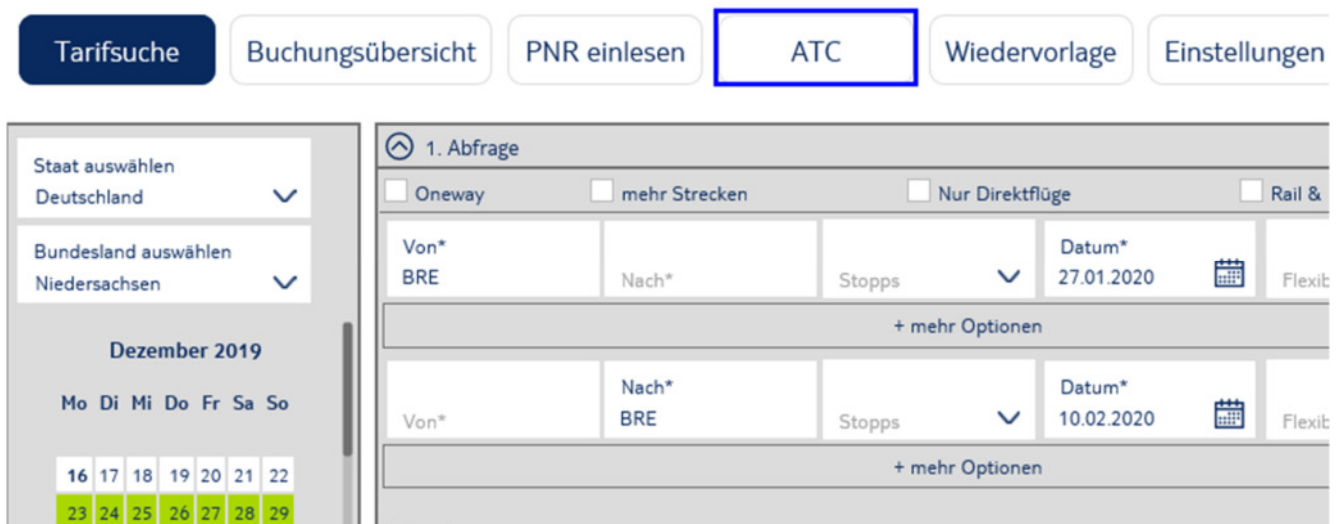 Tarifsuche Buchungsübersicht PNR einlesen ATC Wiedervorlage Einstellungen
Staat auswählen
Deutschland
Bundesland auswählen
Niedersachsen
Dezember 2019
Mo Di Mi Do Fr Sa So
16 17 18 19 20 21 22
23 24 25 26 27 28 29
1. Abfrage
Oneway mehr Strecken Nur Direktflüge Rail &
Von* Datum*
BRE Nach* Stopps 27.01.2020 Flexib
+ mehr Optionen
Nach* Datum*
Von* BRE Stopps 10.02.2020 Flexib
+ mehr Optionen